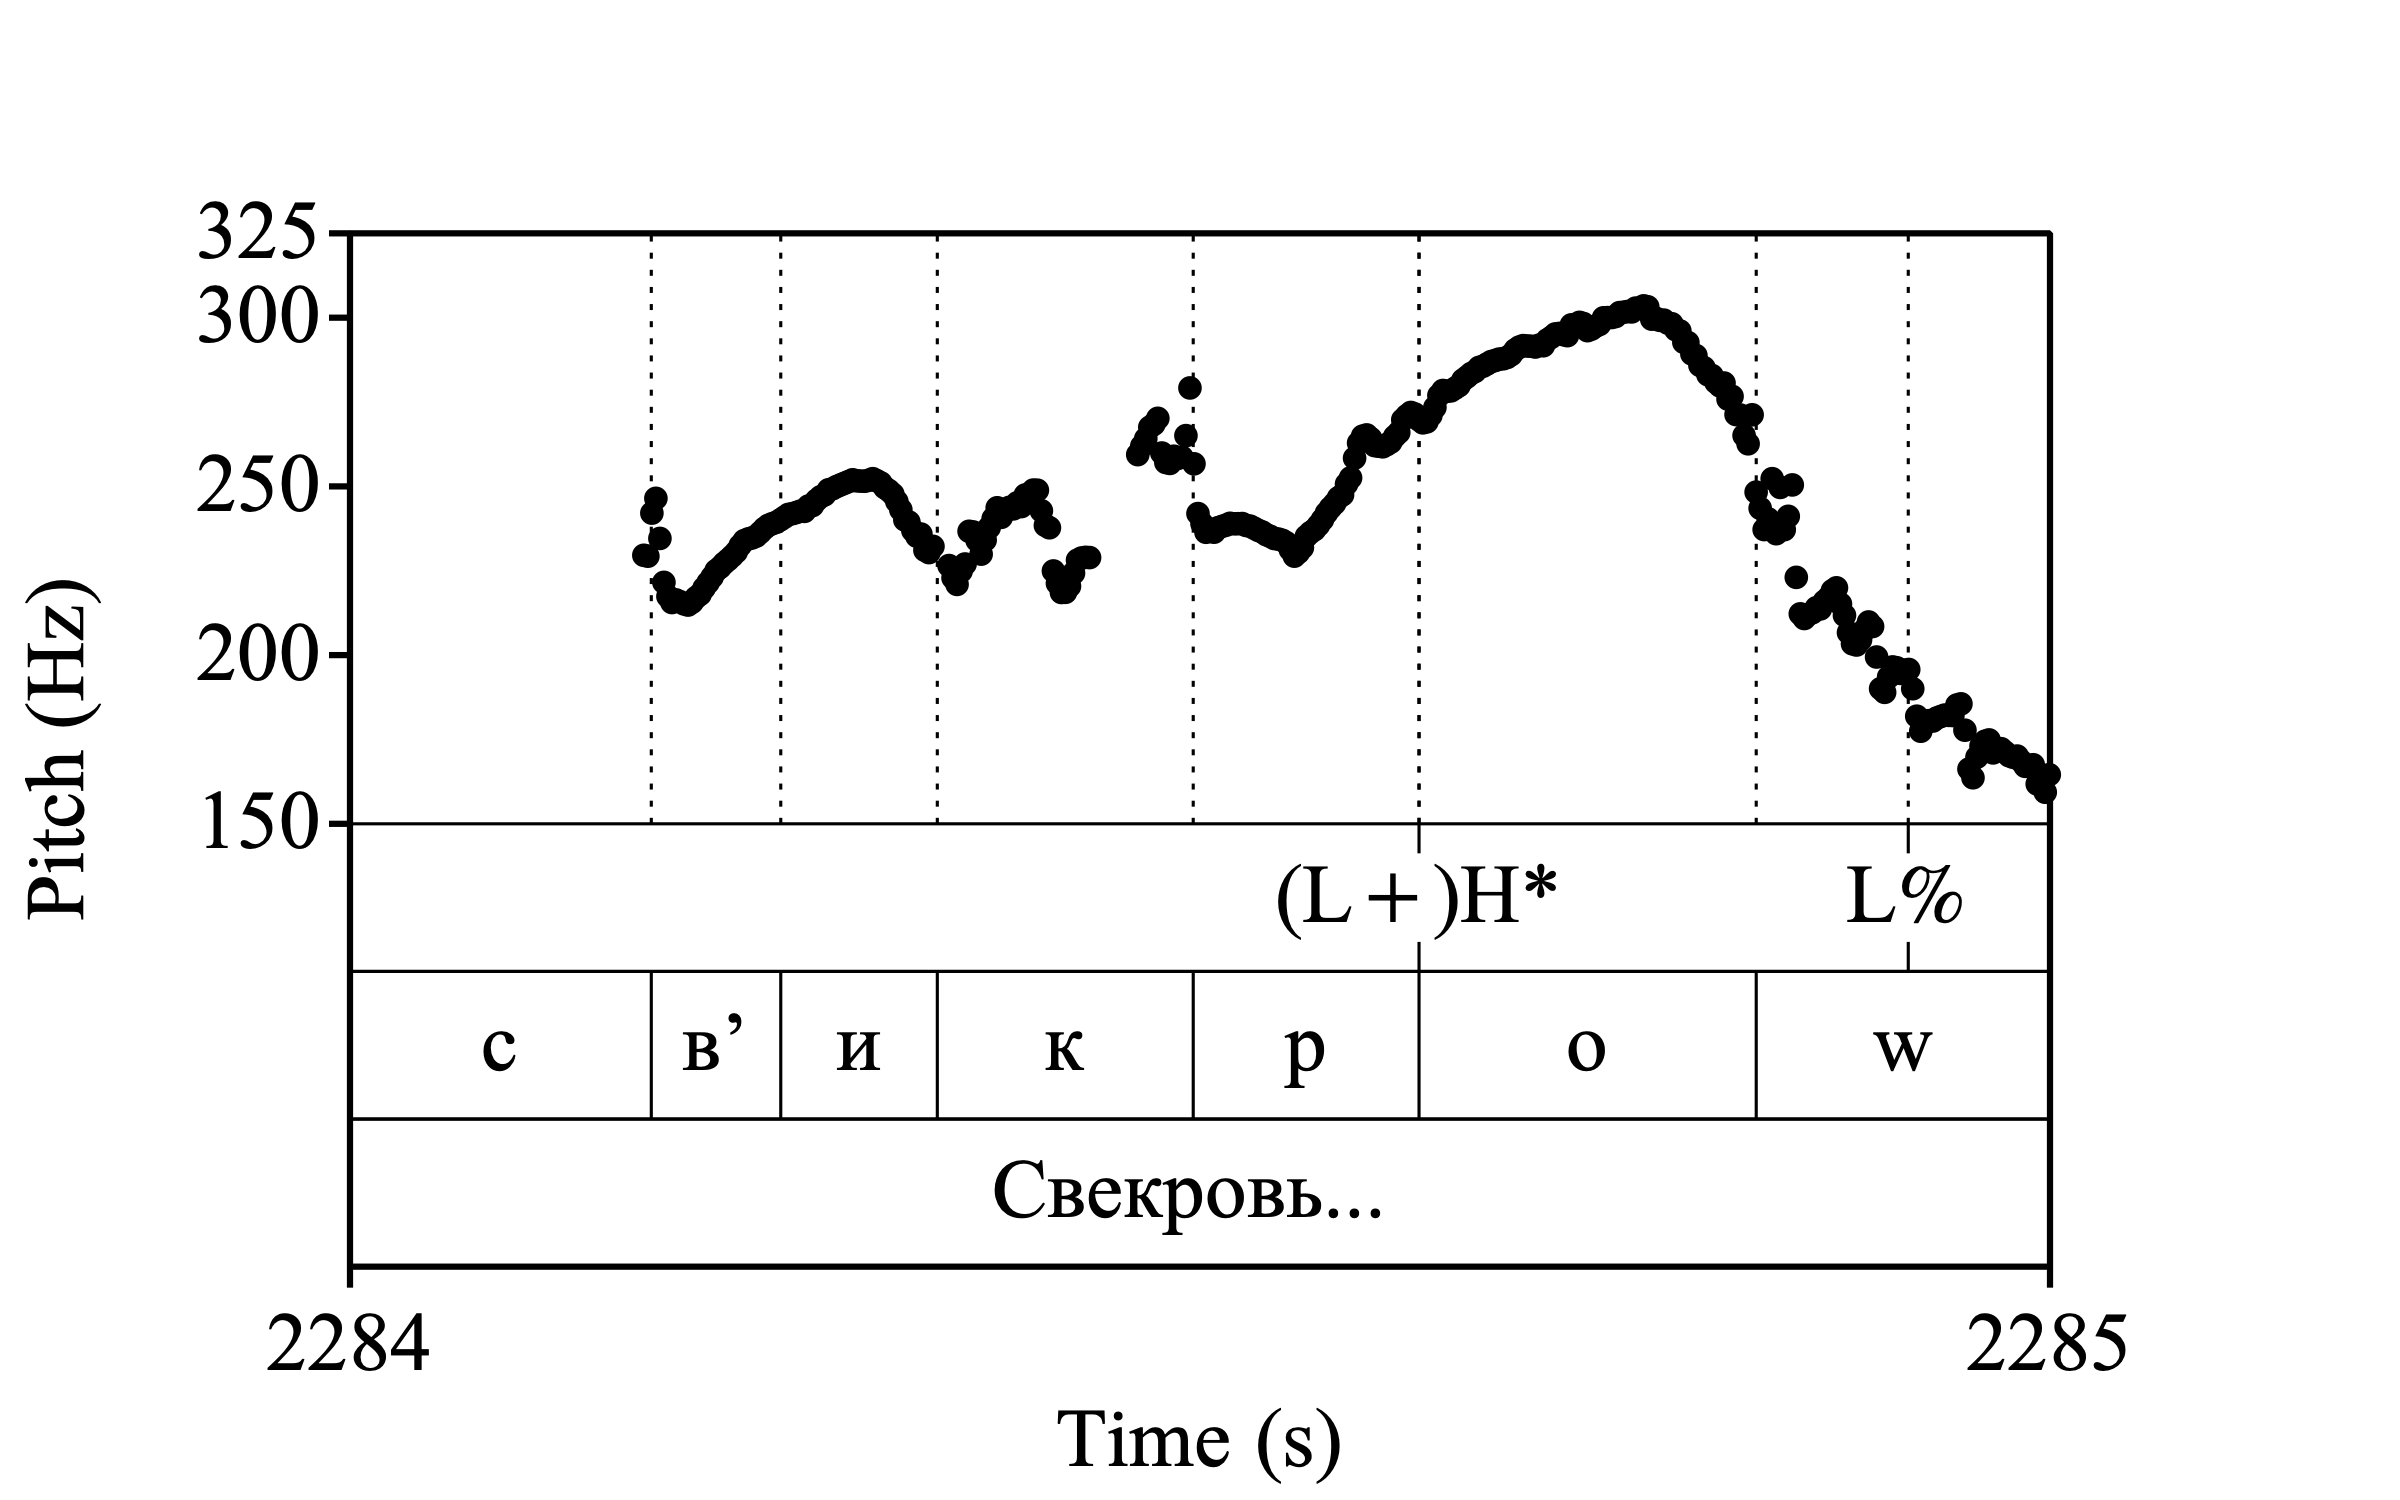 325
300
250
200
150
Pitch (Hz)
(L+)H* L%
с в’ и к р о w
Свекровь...
2284 2285
Time (s)